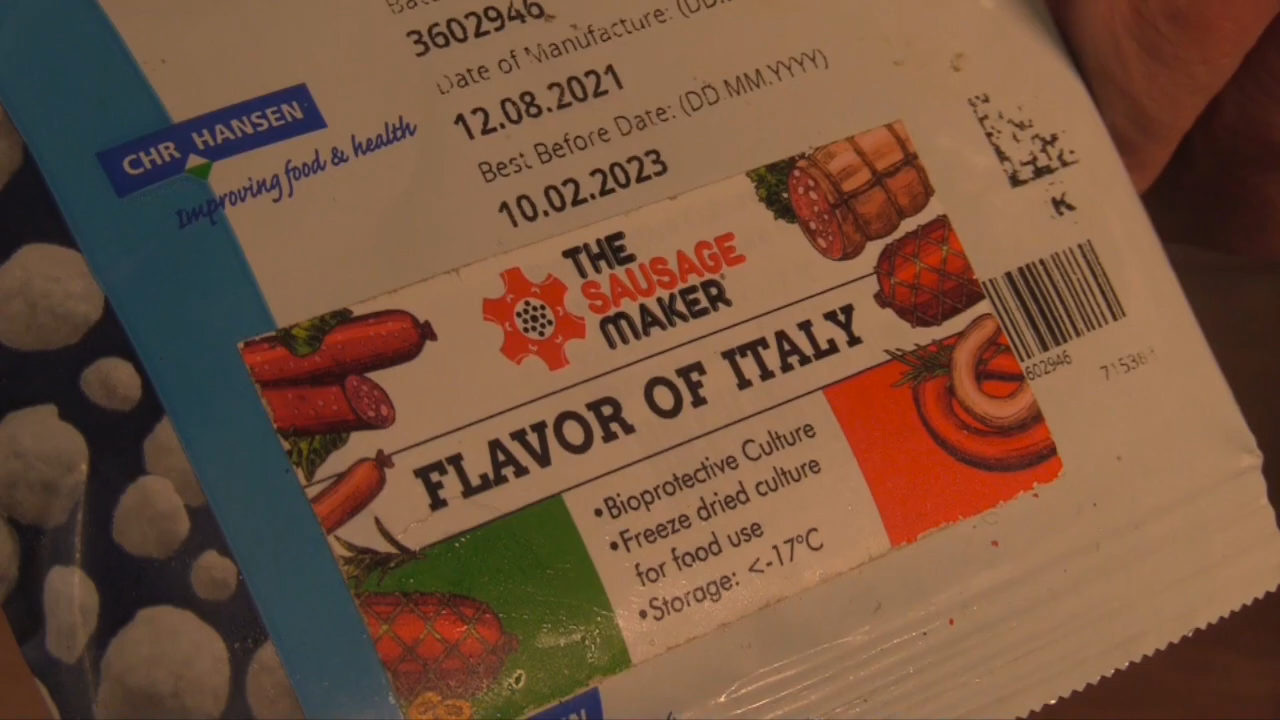 3602946
Date of Manufacture:
12.08.2021
Best Before Date: (DD.MM.YYYY)
10.02.2023
CHR HANSEN
Improving food & health
K
THE
SAUSAGE
MAKER
FLAVOR OF ITALY
•Bioprotective Culture
•Freeze dried culture
for food use
•Storage: <-17°C
602946